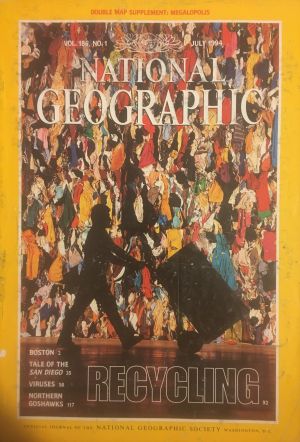 DOUBLE MAP SUPPLEMENT: MEGALOPOLIS
VOL. 186, NO. 1 JULY 1994
NATIONAL
GEOGRAPHIC
BOSTON 2
TALE OF THE
SAN DIEGO 35
VIRUSES 58
NORTHERN
GOSHAWKS 117
RECYCLING 92
OFFICIAL JOURNAL OF THE NATIONAL GEOGRAPHIC SOCIETY WASHINGTON, D.C.